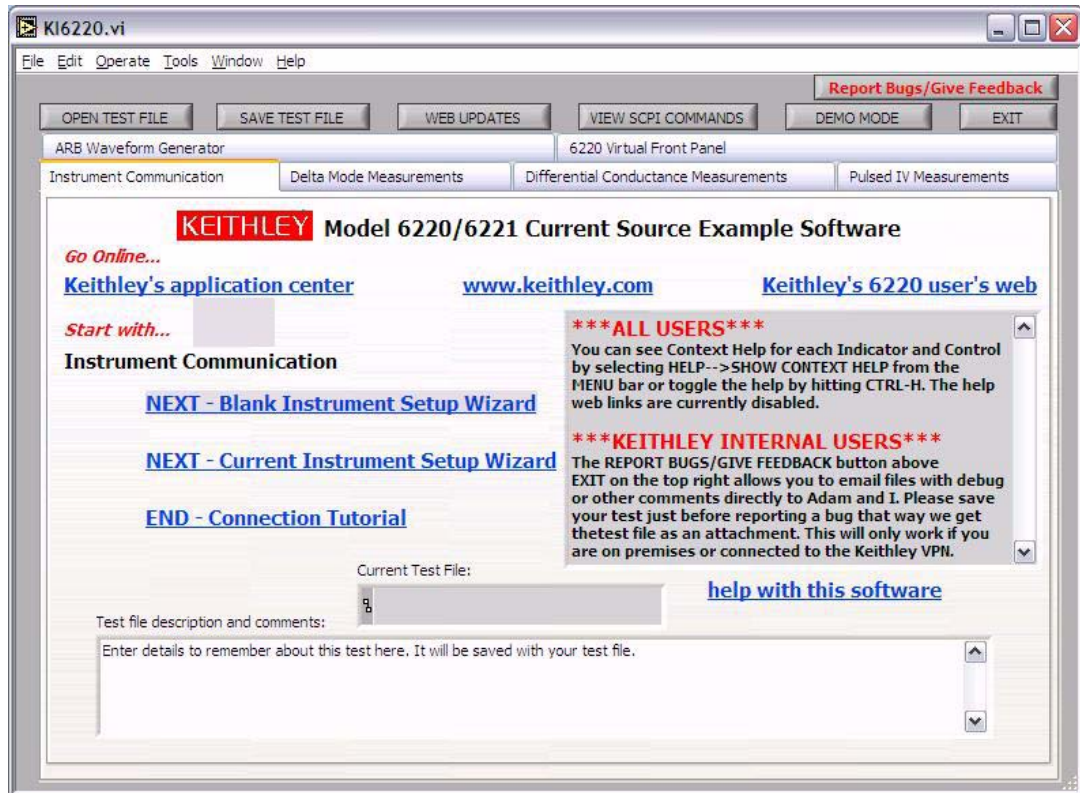 KI6220.vi
File Edit Operate Tools Window Help
Report Bugs/Give Feedback
OPEN TEST FILE SAVE TEST FILE WEB UPDATES VIEW SCPI COMMANDS DEMO MODE EXIT
ARB Waveform Generator 6220 Virtual Front Panel
Instrument Communication Delta Mode Measurements Differential Conductance Measurements Pulsed IV Measurements
KEITHLEY Model 6220/6221 Current Source Example Software
Go Online...
Keithley's application center www.keithley.com Keithley's 6220 user's web
Start with...
Instrument Communication
NEXT - Blank Instrument Setup Wizard
NEXT - Current Instrument Setup Wizard
END - Connection Tutorial
***ALL USERS***
You can see Context Help for each Indicator and Control
by selecting HELP-->SHOW CONTEXT HELP from the
MENU bar or toggle the help by hitting CTRL-H. The help
web links are currently disabled.
***KEITHLEY INTERNAL USERS***
The REPORT BUGS/GIVE FEEDBACK button above
EXIT on the top right allows you to email files with debug
or other comments directly to Adam and I. Please save
your test just before reporting a bug that way we get
thetest file as an attachment. This will only work if you
are on premises or connected to the Keithley VPN.
Current Test File:
help with this software
Test file description and comments:
Enter details to remember about this test here. It will be saved with your test file.